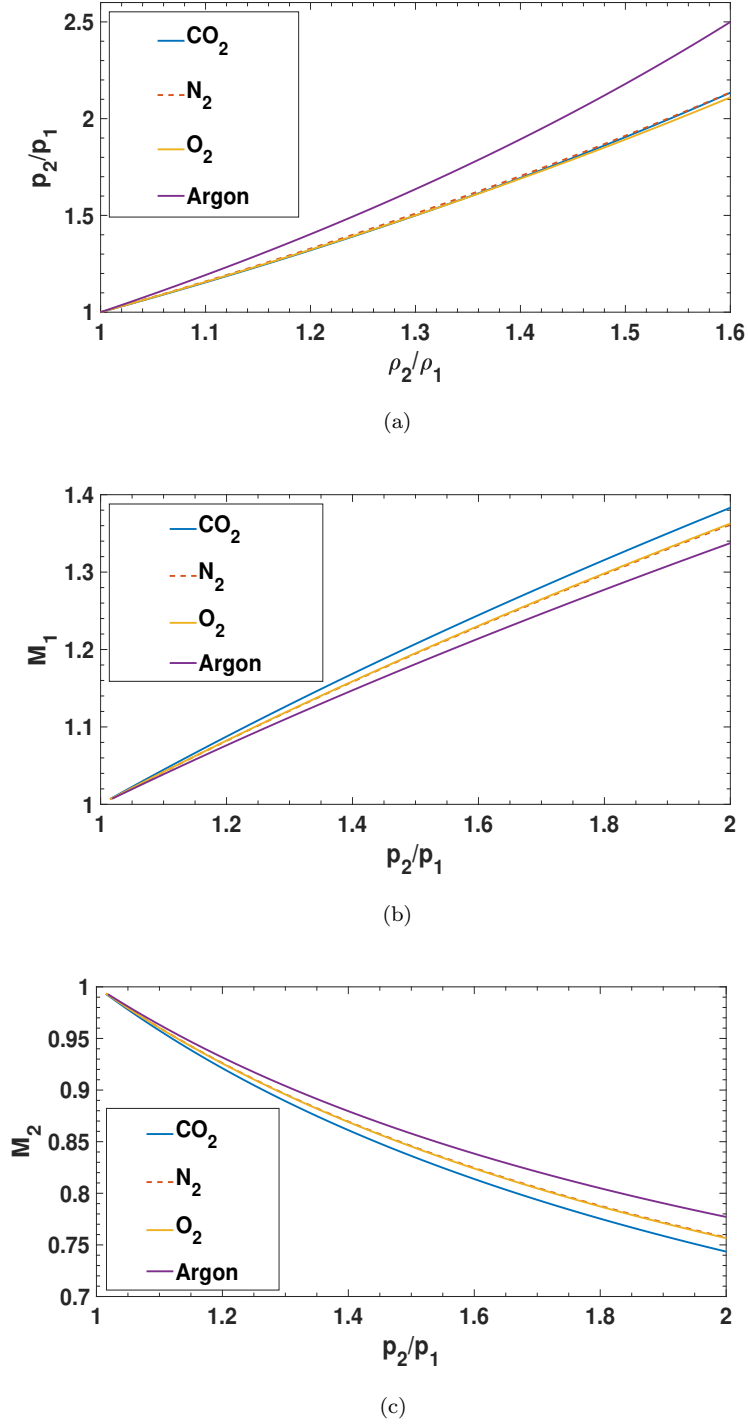 2.5
2
1.5
1
p2/p1
CO2
N2
O2
Argon
1 1.1 1.2 1.3 1.4 1.5 1.6
ρ2/ρ1
(a)
1.4
1.3
1.2
1.1
1
M1
CO2
N2
O2
Argon
1 1.2 1.4 1.6 1.8 2
p2/p1
(b)
1
0.95
0.9
0.85
0.8
0.75
0.7
M2
CO2
N2
O2
Argon
1 1.2 1.4 1.6 1.8 2
p2/p1
(c)